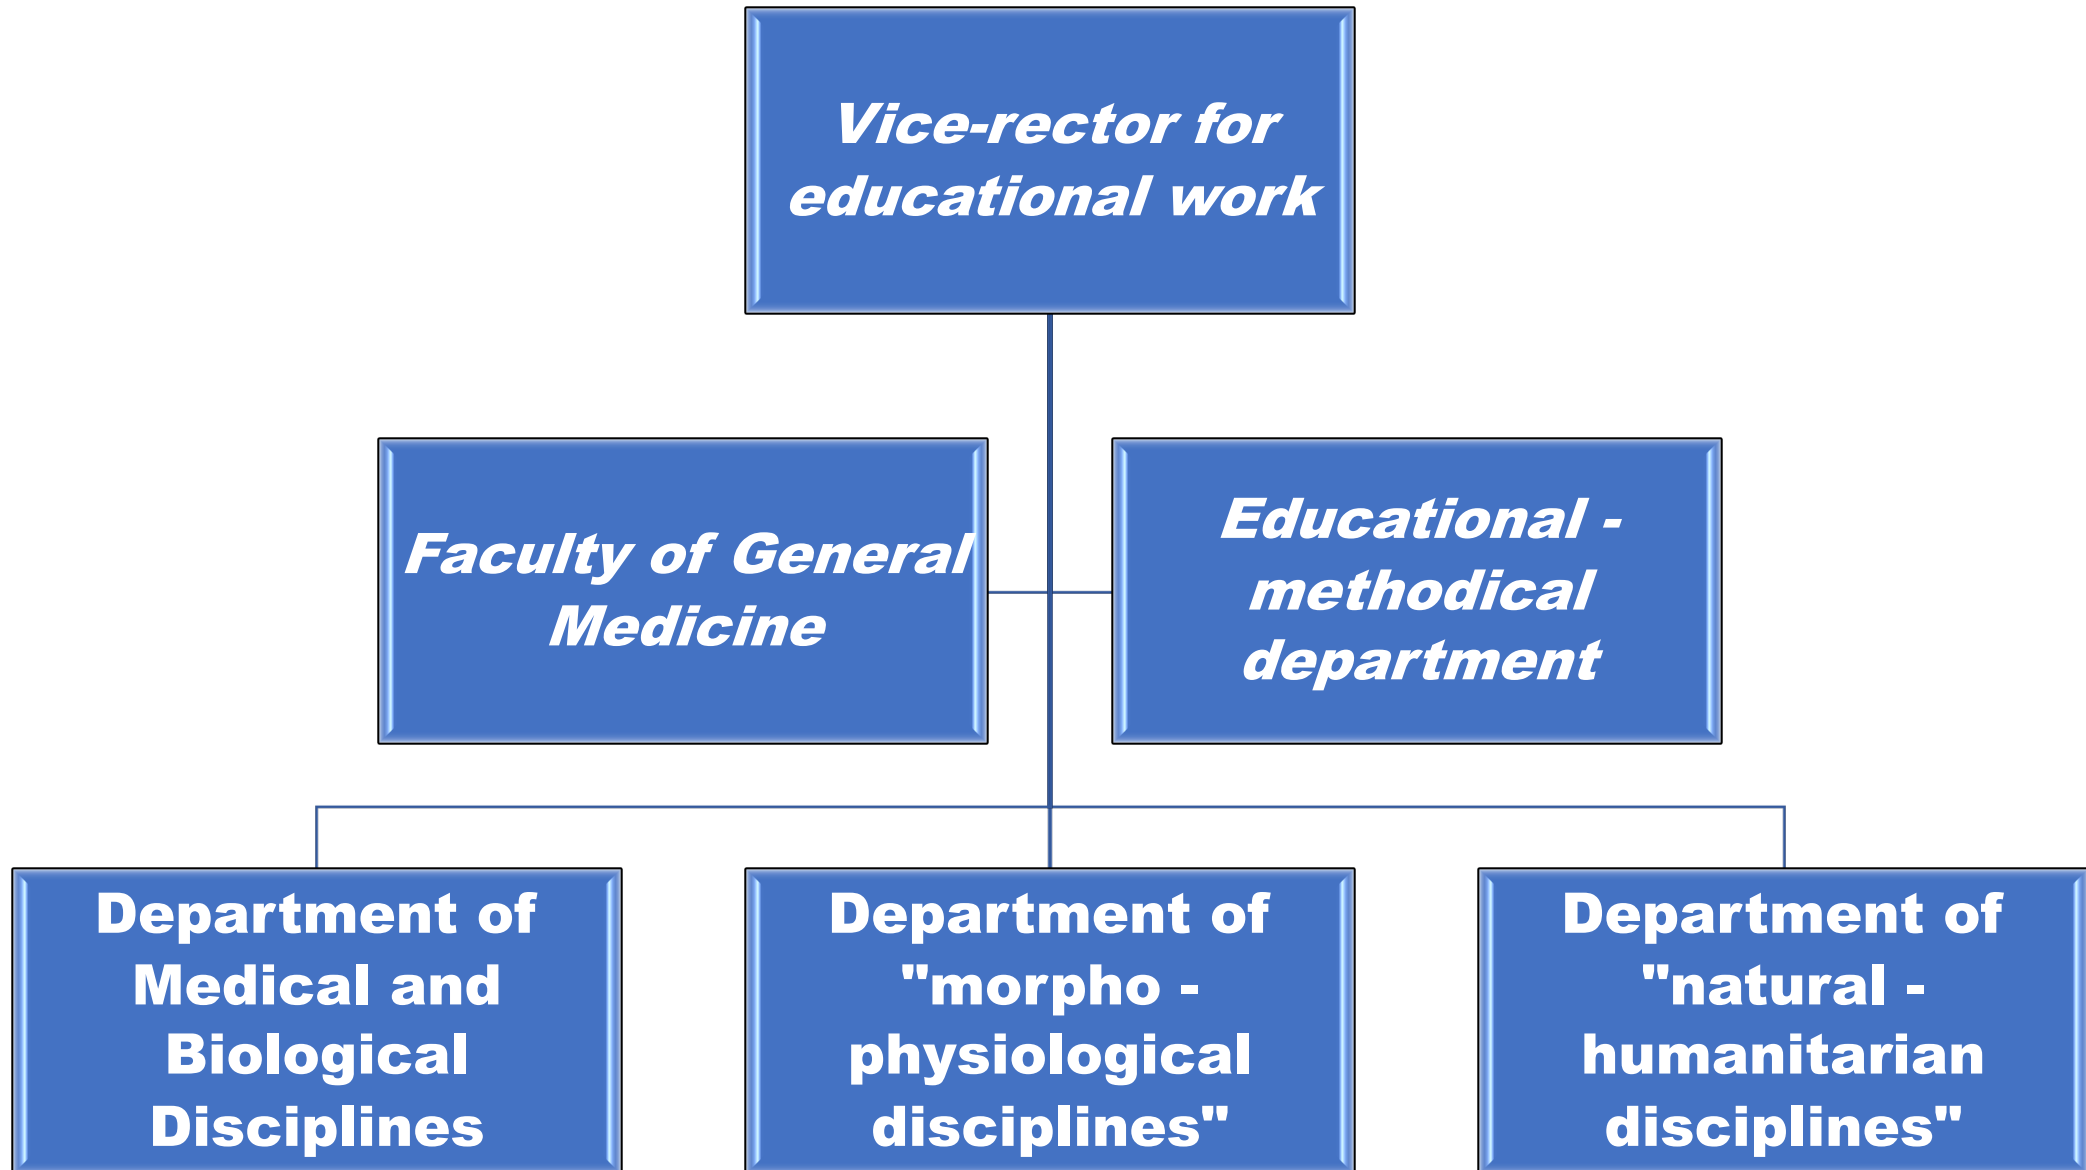 Vice-rector for
educational work
Faculty of General
Medicine
Educational -
methodical
department
Department of
Medical and
Biological
Disciplines
Department of
"morpho -
physiological
disciplines"
Department of
"natural -
humanitarian
disciplines"